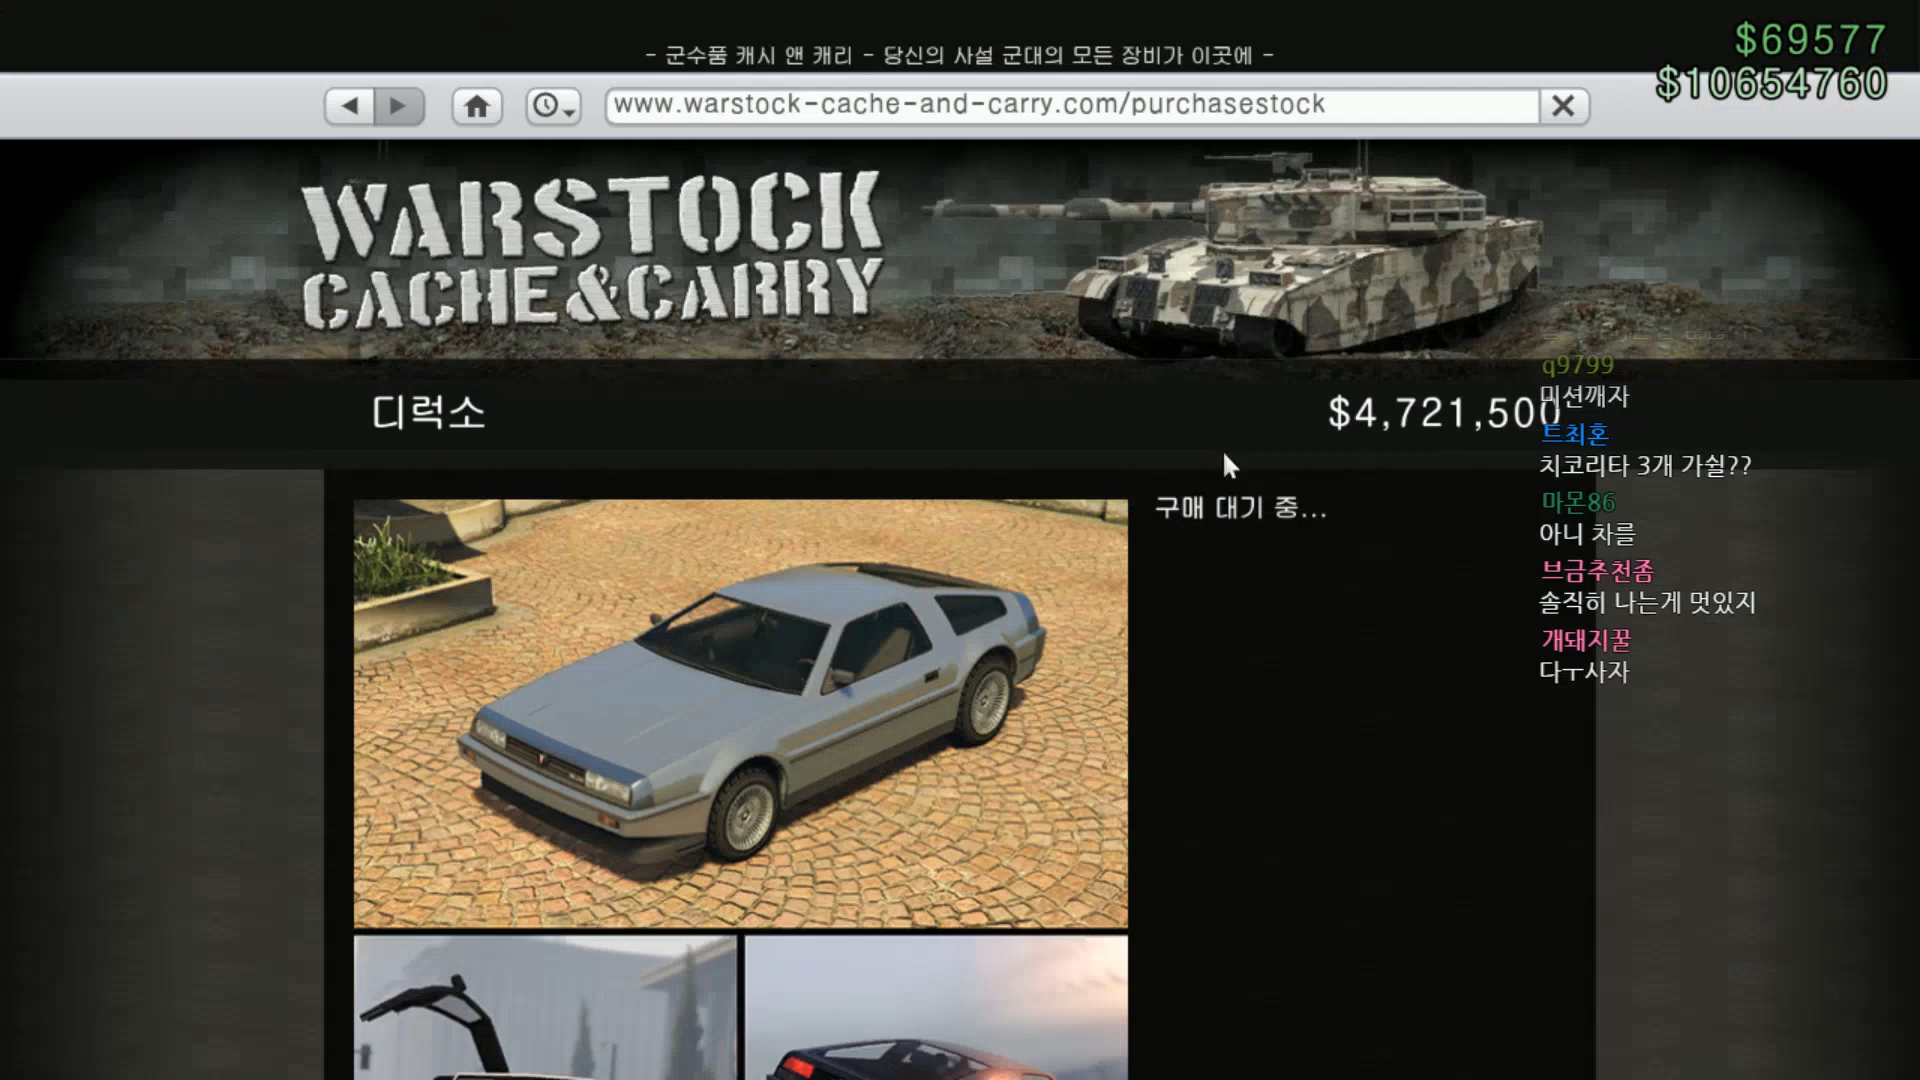 - 군수품 캐시 앤 캐리 - 당신의 사설 군대의 모든 장비가 이곳에 -
$69577
$10654760
www.warstock-cache-and-carry.com/purchasestock
WARSTOCK
CACHE&CARRY
디럭소
$4,721,500
구매 대기 중...
q9799
미션깨자
트최혼
치코리타 3개 가쉴??
마몬86
아니 차를
브금추천좀
솔직히 나는게 멋있지
개돼지꿀
다ㅜ사자